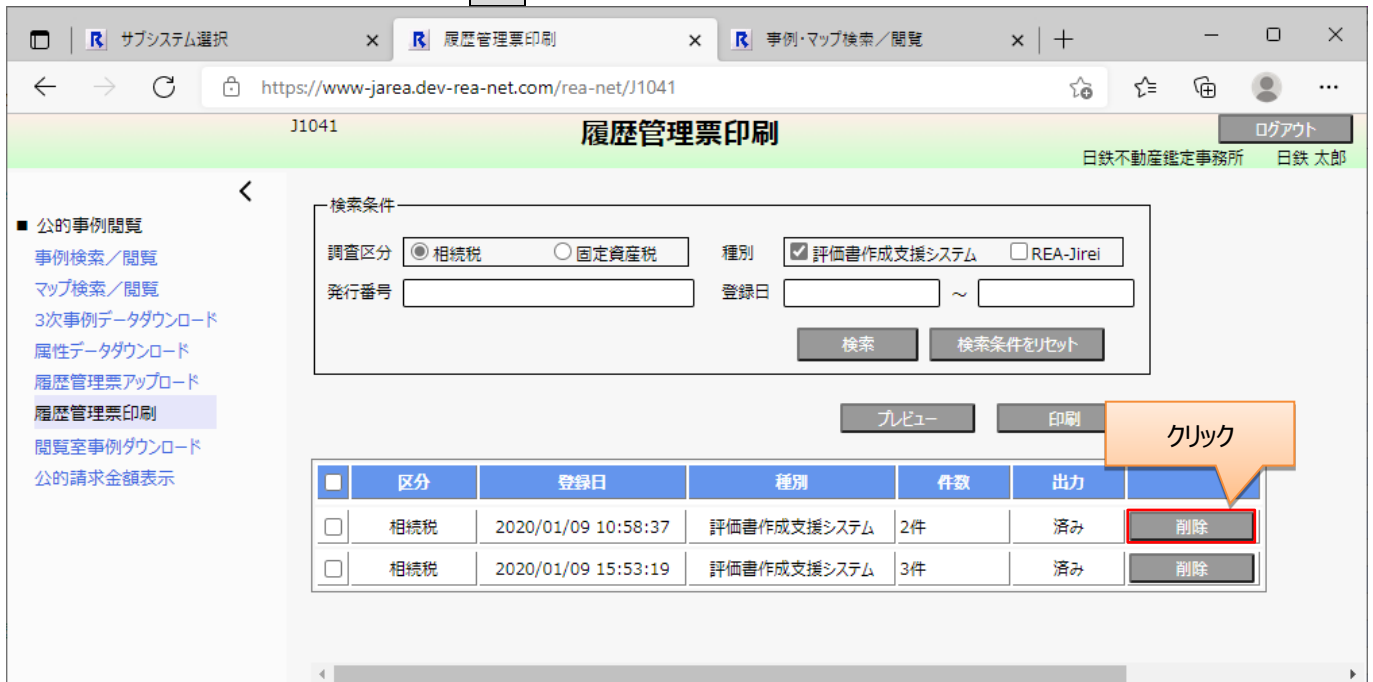 サブシステム選択
履歴管理票印刷
事例・マップ検索／閲覧
https://www-jarea.dev-rea-net.com/rea-net/J1041
J1041
履歴管理票印刷
ログアウト
日鉄不動産鑑定事務所 日鉄 太郎
■ 公的事例閲覧
事例検索／閲覧
マップ検索／閲覧
3次事例データダウンロード
属性データダウンロード
履歴管理票アップロード
履歴管理票印刷
閲覧室事例ダウンロード
公的請求金額表示
検索条件
調査区分 相続税 固定資産税 種別 評価書作成支援システム REA-Jirei
発行番号 登録日 ～
検索 検索条件をリセット
プレビュー 印刷
クリック
区分 登録日 種別 件数 出力
相続税 2020/01/09 10:58:37 評価書作成支援システム 2件 済み 削除
相続税 2020/01/09 15:53:19 評価書作成支援システム 3件 済み 削除